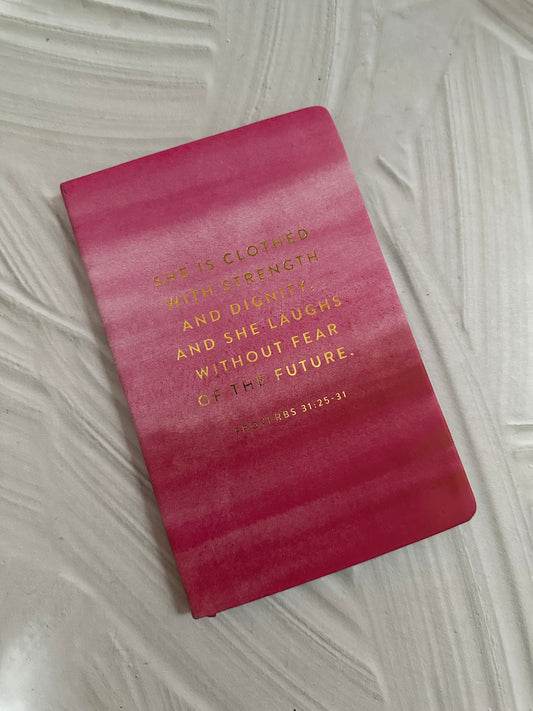 SHE IS CLOTHED
WITH STRENGTH
AND DIGNITY,
AND SHE LAUGHS
WITHOUT FEAR
OF THE FUTURE.
PROVERBS 31:25-31